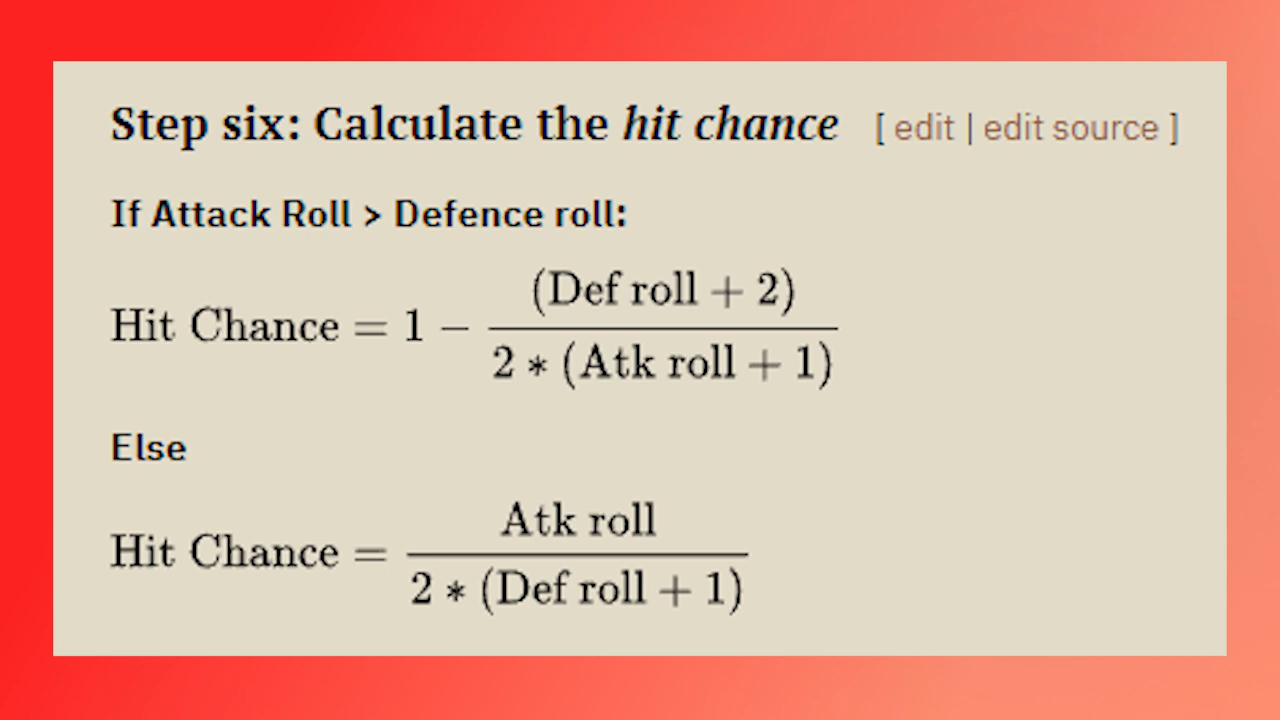 Step six: Calculate the hit chance [ edit | edit source ]
If Attack Roll > Defence roll:
Hit Chance = 1 − (Def roll + 2) / 2 * (Atk roll + 1)
Else
Hit Chance = Atk roll / 2 * (Def roll + 1)